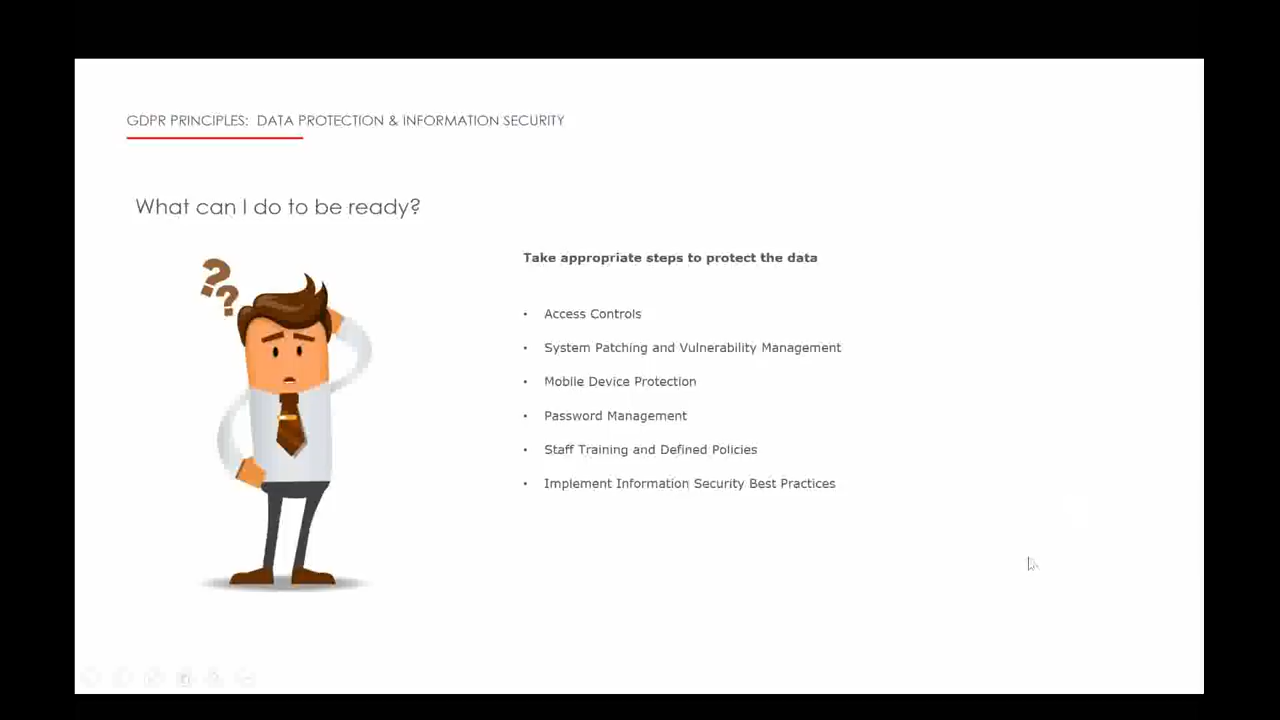 GDPR PRINCIPLES: DATA PROTECTION & INFORMATION SECURITY
What can I do to be ready?
??
Take appropriate steps to protect the data
• Access Controls
• System Patching and Vulnerability Management
• Mobile Device Protection
• Password Management
• Staff Training and Defined Policies
• Implement Information Security Best Practices